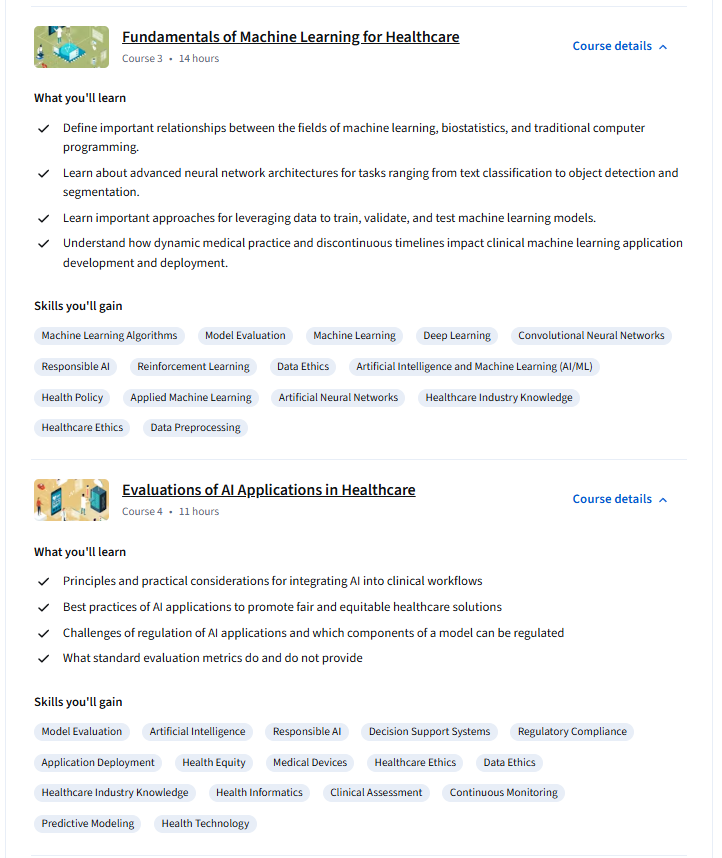 Fundamentals of Machine Learning for Healthcare
Course details
Course 3 • 14 hours
What you'll learn
Define important relationships between the fields of machine learning, biostatistics, and traditional computer
programming.
Learn about advanced neural network architectures for tasks ranging from text classification to object detection and
segmentation.
Learn important approaches for leveraging data to train, validate, and test machine learning models.
Understand how dynamic medical practice and discontinuous timelines impact clinical machine learning application
development and deployment.
Skills you'll gain
Machine Learning Algorithms Model Evaluation Machine Learning Deep Learning Convolutional Neural Networks
Responsible AI Reinforcement Learning Data Ethics Artificial Intelligence and Machine Learning (AI/ML)
Health Policy Applied Machine Learning Artificial Neural Networks Healthcare Industry Knowledge
Healthcare Ethics Data Preprocessing
Evaluations of AI Applications in Healthcare
Course details
Course 4 • 11 hours
What you'll learn
Principles and practical considerations for integrating AI into clinical workflows
Best practices of AI applications to promote fair and equitable healthcare solutions
Challenges of regulation of AI applications and which components of a model can be regulated
What standard evaluation metrics do and do not provide
Skills you'll gain
Model Evaluation Artificial Intelligence Responsible AI Decision Support Systems Regulatory Compliance
Application Deployment Health Equity Medical Devices Healthcare Ethics Data Ethics
Healthcare Industry Knowledge Health Informatics Clinical Assessment Continuous Monitoring
Predictive Modeling Health Technology